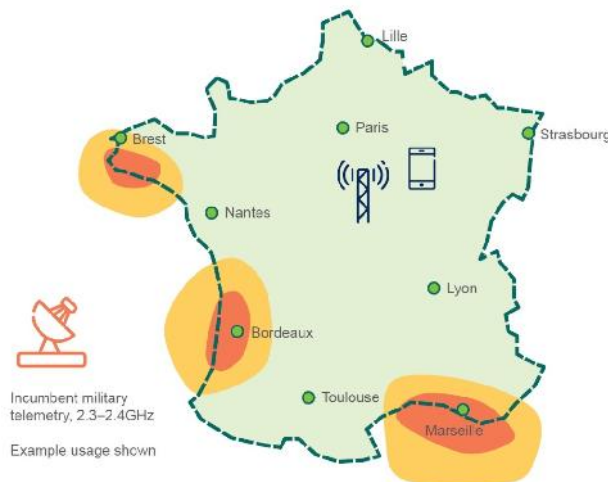 Lille
Paris
Strasbourg
Brest
Nantes
Lyon
Bordeaux
Toulouse
Marseille
Incumbent military
telemetry, 2.3–2.4GHz
Example usage shown